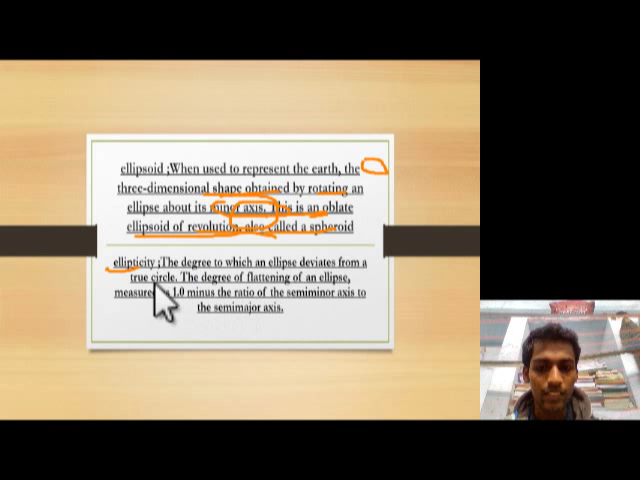 ellipsoid ;When used to represent the earth, the
three-dimensional shape obtained by rotating an
ellipse about its minor axis. This is an oblate
ellipsoid of revolution, also called a spheroid
ellipticity ;The degree to which an ellipse deviates from a
true circle. The degree of flattening of an ellipse,
measured as 1.0 minus the ratio of the semiminor axis to
the semimajor axis.